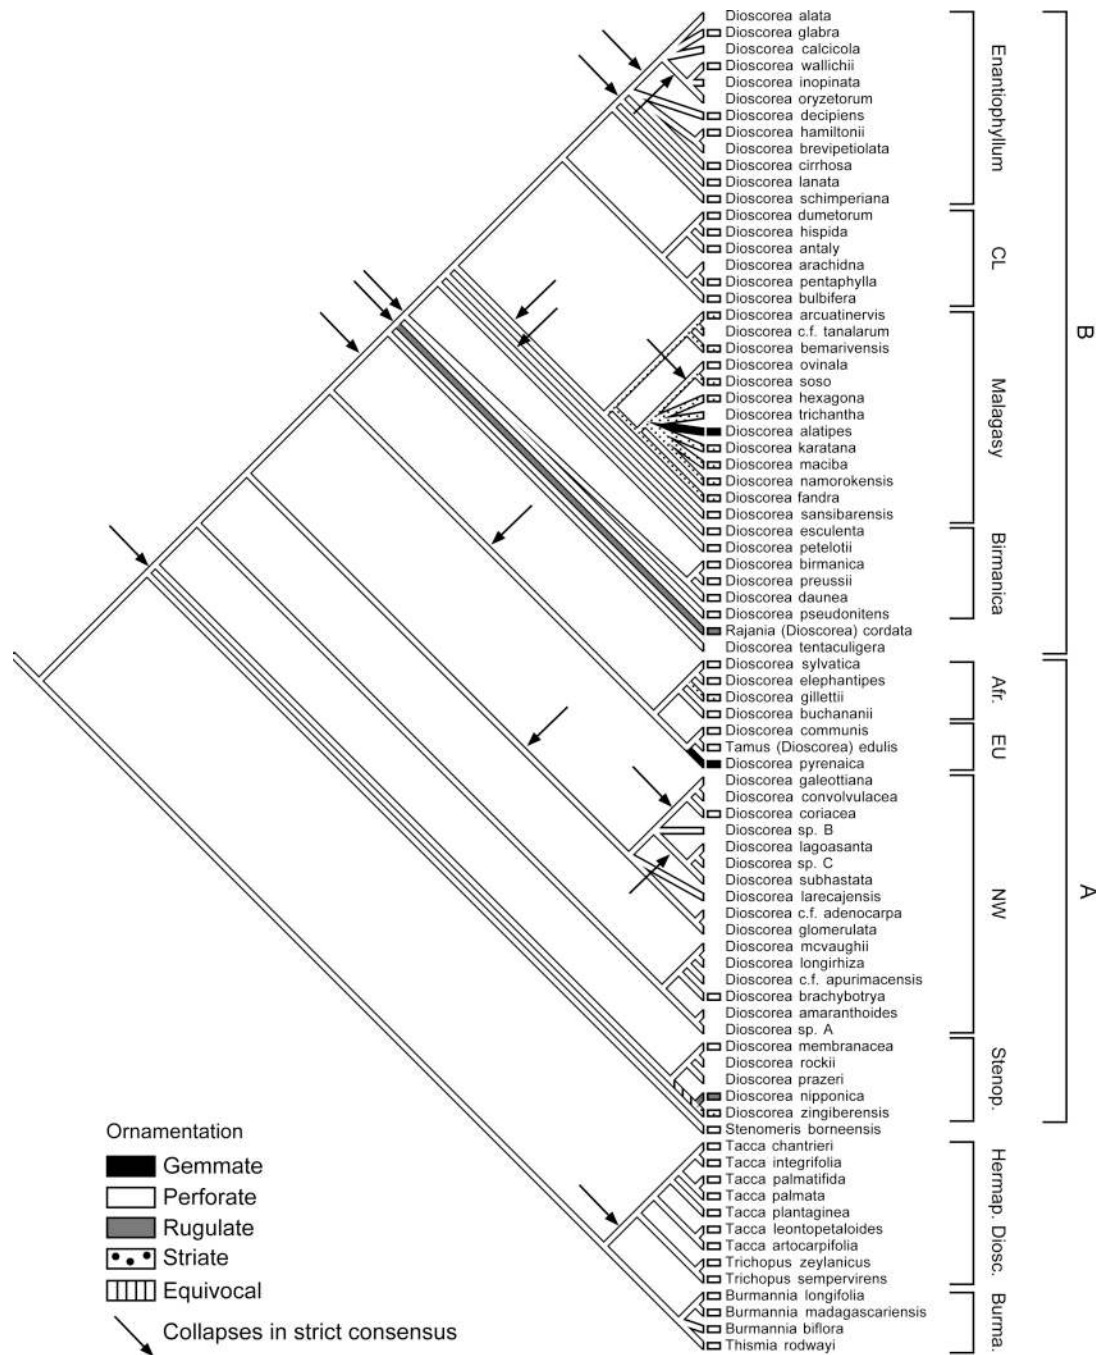 Dioscorea alata
Dioscorea glabra
Dioscorea calcicola
Dioscorea wallichii
Dioscorea inopinata
Dioscorea oryzetorum
Dioscorea decipiens
Dioscorea hamiltonii
Dioscorea brevipetiolata
Dioscorea cirrhosa
Dioscorea lanata
Dioscorea schimperiana
Dioscorea dumetorum
Dioscorea hispida
Dioscorea antaly
Dioscorea arachidna
Dioscorea pentaphylla
Dioscorea bulbifera
Dioscorea arcuatinervis
Dioscorea c.f. tanalarum
Dioscorea bemarivensis
Dioscorea ovinala
Dioscorea soso
Dioscorea hexagona
Dioscorea trichantha
Dioscorea alatipes
Dioscorea karatana
Dioscorea maciba
Dioscorea namorokensis
Dioscorea fandra
Dioscorea sansibarensis
Dioscorea esculenta
Dioscorea petelotii
Dioscorea birmanica
Dioscorea preussii
Dioscorea daunea
Dioscorea pseudonitens
Rajania (Dioscorea) cordata
Dioscorea tentaculigera
Dioscorea sylvatica
Dioscorea elephantipes
Dioscorea gillettii
Dioscorea buchananii
Dioscorea communis
Tamus (Dioscorea) edulis
Dioscorea pyrenaica
Dioscorea galeottiana
Dioscorea convolvulacea
Dioscorea coriacea
Dioscorea sp. B
Dioscorea lagoasanta
Dioscorea sp. C
Dioscorea subhastata
Dioscorea larecajensis
Dioscorea c.f. adenocarpa
Dioscorea glomerulata
Dioscorea mcvaughii
Dioscorea longirhiza
Dioscorea c.f. apurimacensis
Dioscorea brachybotrya
Dioscorea amaranthoides
Dioscorea sp. A
Dioscorea membranacea
Dioscorea rockii
Dioscorea prazeri
Dioscorea nipponica
Dioscorea zingiberensis
Stenomeris borneensis
Tacca chantrieri
Tacca integrifolia
Tacca palmatifida
Tacca palmata
Tacca plantaginea
Tacca leontopetaloides
Tacca artocarpifolia
Trichopus zeylanicus
Trichopus sempervirens
Burmannia longifolia
Burmannia madagascariensis
Burmannia biflora
Thismia rodwayi
Enantiophyllum
CL
Malagasy
Birmanica
Afr.
EU
NW
Stenop.
Hermap. Diosc.
Burma.
B
A
Ornamentation
Gemmate
Perforate
Rugulate
Striate
Equivocal
Collapses in strict consensus